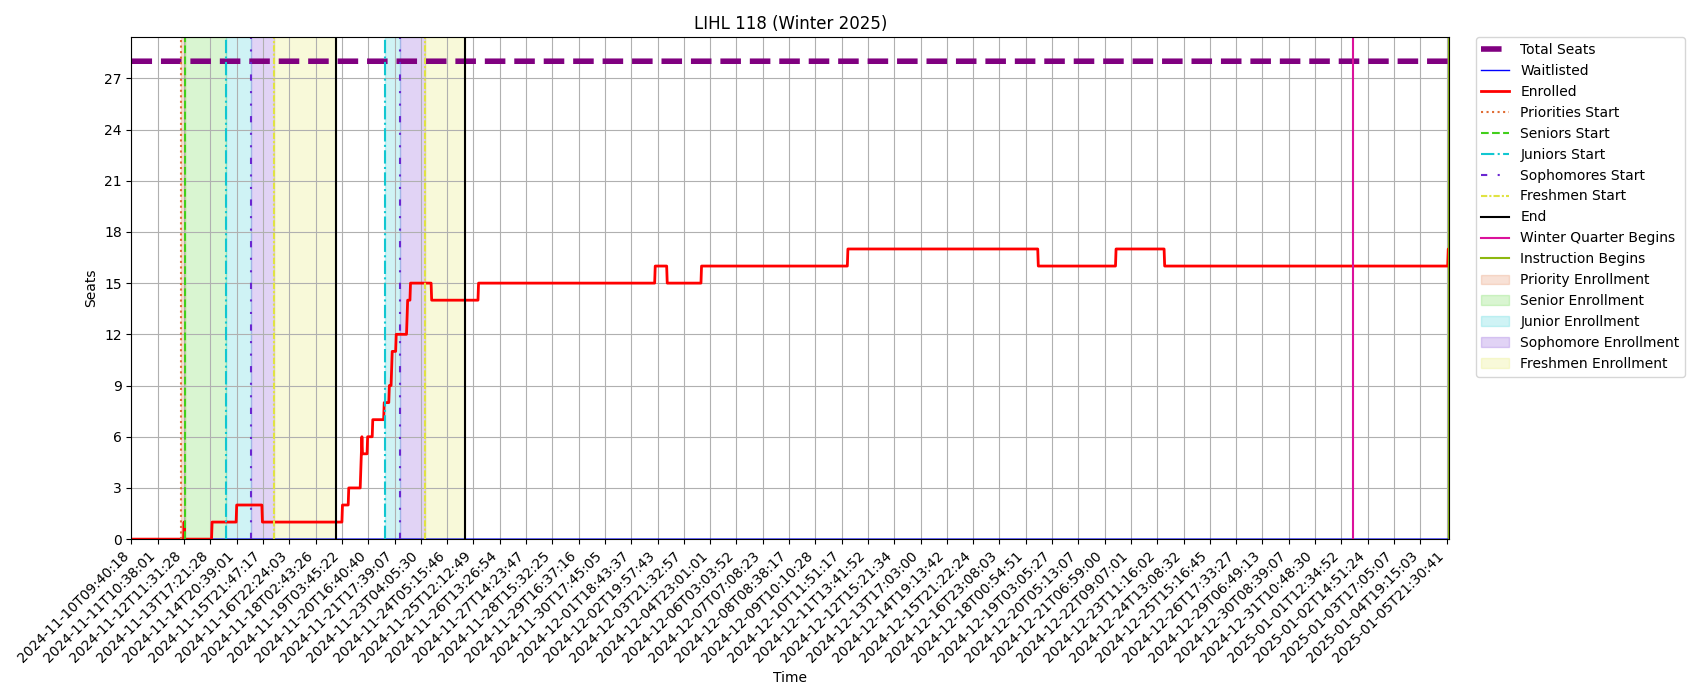 LIHL 118 (Winter 2025)
Seats
27
24
21
18
15
12
9
6
3
0
2024-11-10T09:40:18
2024-11-11T10:38:01
2024-11-12T11:31:28
2024-11-13T17:21:28
2024-11-14T20:39:01
2024-11-15T21:47:17
2024-11-16T22:24:03
2024-11-18T02:43:26
2024-11-19T03:45:22
2024-11-20T16:40:40
2024-11-21T17:39:07
2024-11-23T04:05:30
2024-11-24T05:15:46
2024-11-25T12:12:49
2024-11-26T13:26:54
2024-11-27T14:23:47
2024-11-28T15:32:25
2024-11-29T16:37:16
2024-11-30T17:45:05
2024-12-01T18:43:37
2024-12-02T19:57:43
2024-12-03T21:32:57
2024-12-04T23:01:01
2024-12-06T03:03:52
2024-12-07T07:08:23
2024-12-08T08:38:17
2024-12-09T10:10:28
2024-12-10T11:51:17
2024-12-11T13:41:52
2024-12-12T15:21:34
2024-12-13T17:03:00
2024-12-14T19:13:42
2024-12-15T21:22:24
2024-12-16T23:08:03
2024-12-18T00:54:51
2024-12-19T03:05:27
2024-12-20T05:13:07
2024-12-21T06:59:00
2024-12-22T09:07:01
2024-12-23T11:16:02
2024-12-24T13:08:32
2024-12-25T15:16:45
2024-12-26T17:33:27
2024-12-29T06:49:13
2024-12-30T08:39:07
2024-12-31T10:48:30
2025-01-01T12:34:52
2025-01-02T14:51:24
2025-01-03T17:05:07
2025-01-04T19:15:03
2025-01-05T21:30:41
Time
Total Seats
Waitlisted
Enrolled
Priorities Start
Seniors Start
Juniors Start
Sophomores Start
Freshmen Start
End
Winter Quarter Begins
Instruction Begins
Priority Enrollment
Senior Enrollment
Junior Enrollment
Sophomore Enrollment
Freshmen Enrollment